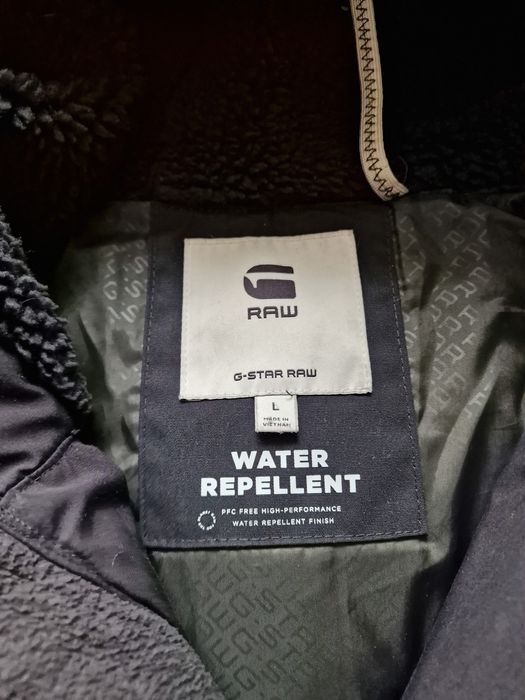 G
RAW
G-STAR RAW
L
MADE IN
VIETNAM
WATER
REPELLENT
PFC FREE HIGH-PERFORMANCE
WATER REPELLENT FINISH